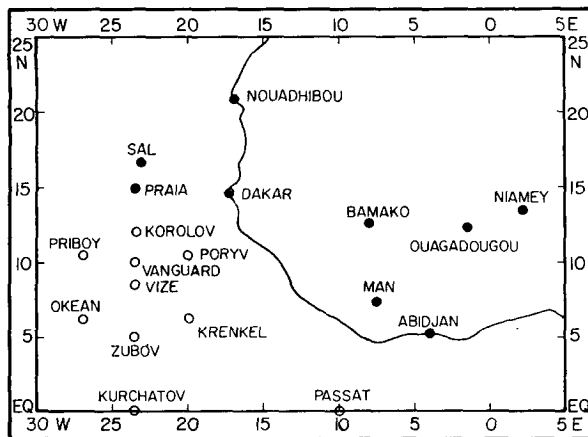 30 W 25 20 15 10 5 0 5E
25
N
NOUADHIBOU
20
SAL
15
PRAIA
DAKAR
NIAMEY
BAMAKO
KOROLOV
OUAGADOUGOU
PRIBOY
PORYV
10
VANGUARD
VIZE
MAN
OKEAN
ABIDJAN
KRENKEL
5
ZUBOV
KURCHATOV
PASSAT
EQ
25
N
20
15
10
5
EQ
30 W 25 20 15 10 5 0 5 E